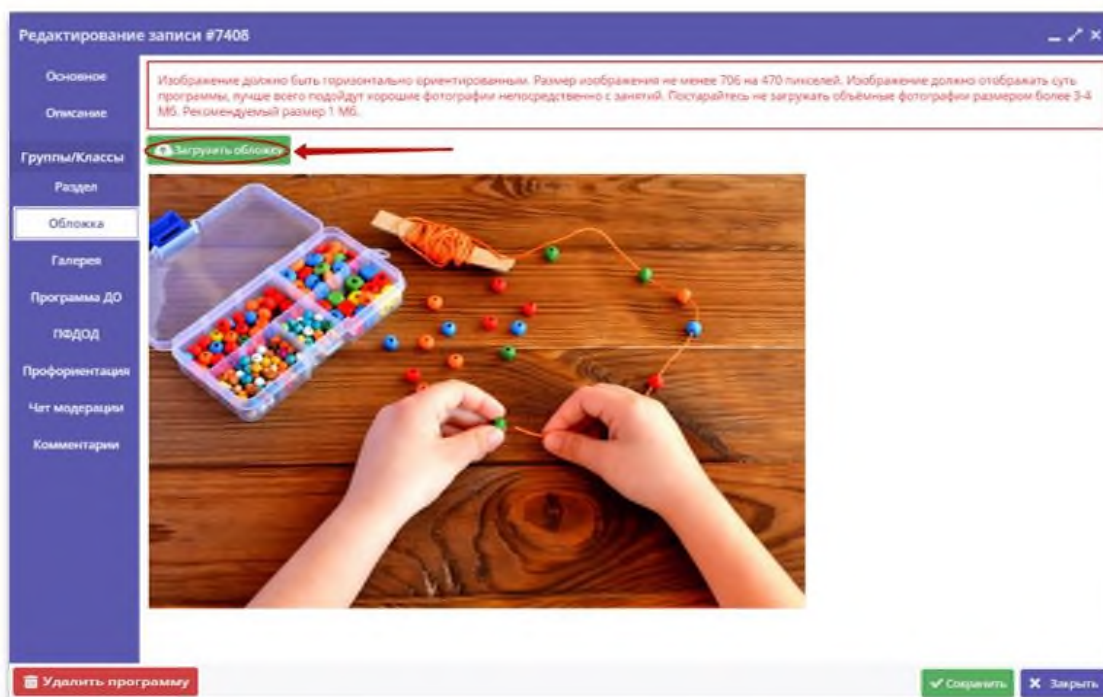 Редактирование записи #7408
Основное
Описание
Группы/Классы
Раздел
Обложка
Галерея
Программа ДО
ПФДОД
Профориентация
Чат модерации
Комментарии
Изображение должно быть горизонтально ориентированным. Размер изображения не менее 706 на 470 пикселей. Изображение должно отображать суть
программы, лучше всего подойдут хорошие фотографии непосредственно с занятий. Постарайтесь не загружать объёмные фотографии размером более 3-4
Мб. Рекомендуемый размер 1 Мб.
Загрузить обложку
Удалить программу
Сохранить
Закрыть